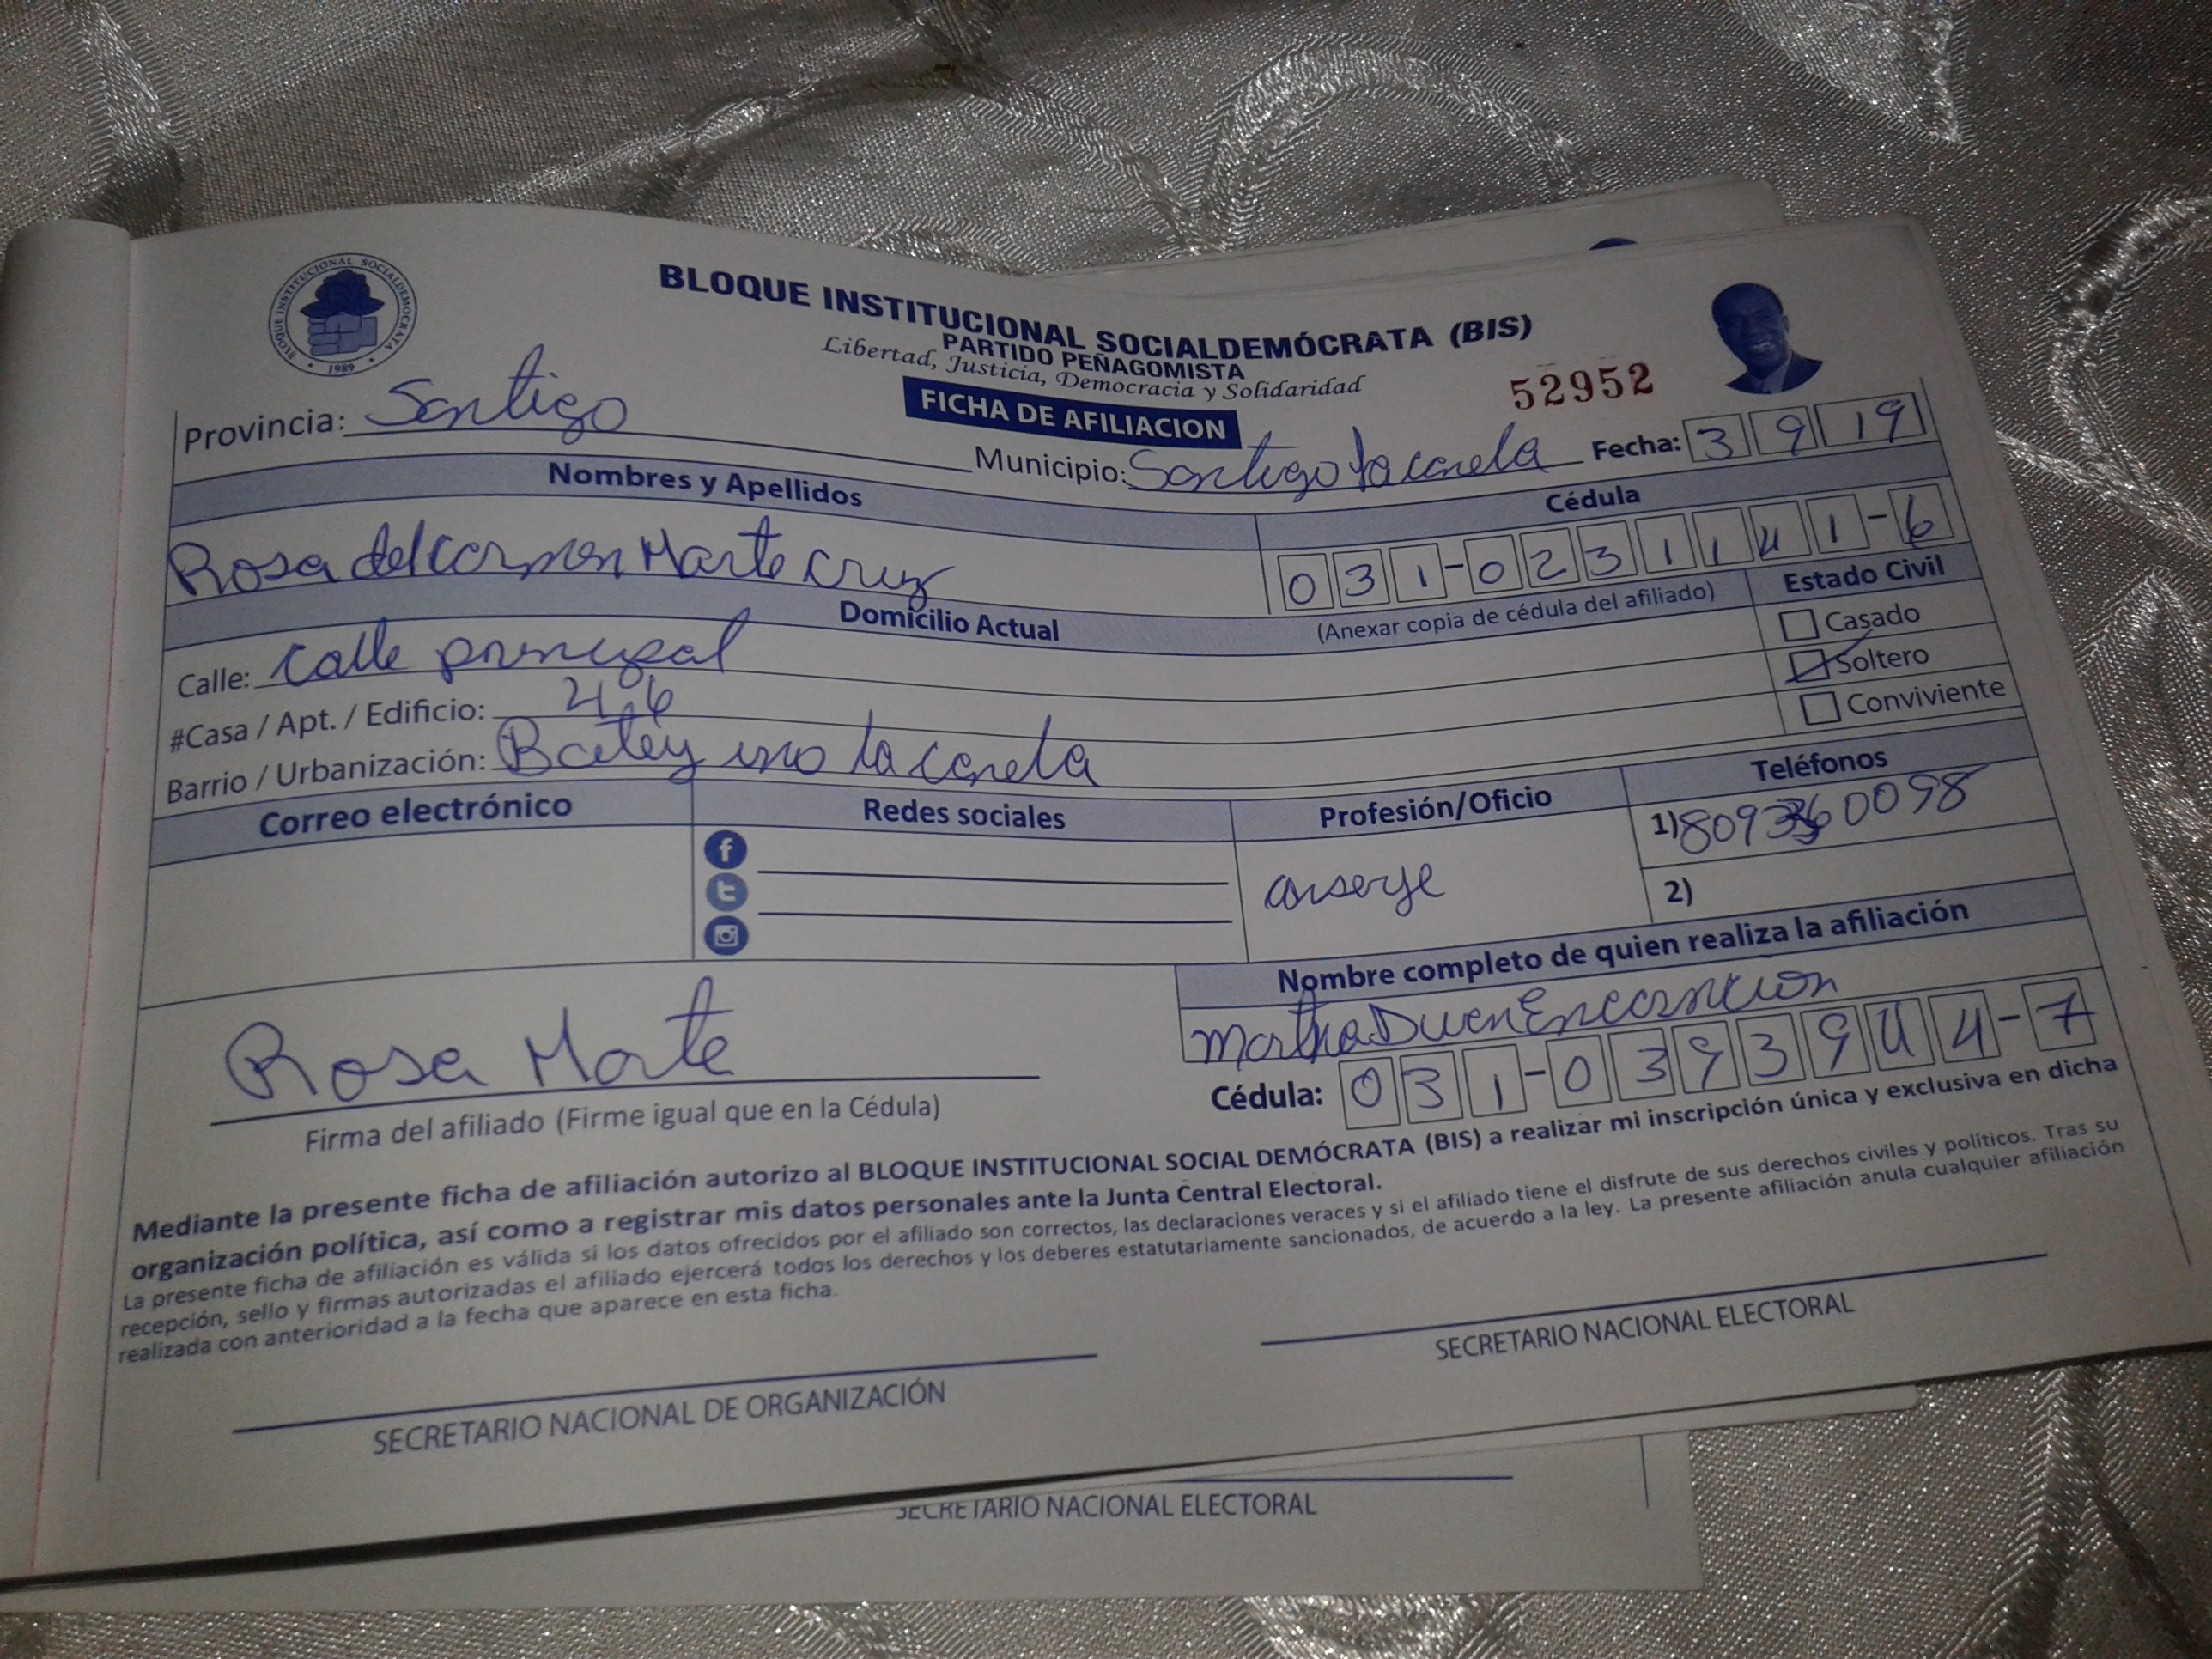 BLOQUE INSTITUCIONAL SOCIALDEMOCRATA
1989
BLOQUE INSTITUCIONAL SOCIALDEMÓCRATA (BIS)
PARTIDO PEÑAGOMISTA
Libertad, Justicia, Democracia y Solidaridad
52952
FICHA DE AFILIACION
Provincia: Santigo
Municipio: Santigo la canela Fecha: 3 9 19
Nombres y Apellidos Cédula
Rosa del Carmen Marte Cruz 031-0231141-6
(Anexar copia de cédula del afiliado)
Domicilio Actual
Estado Civil
Casado
Soltero
Conviviente
Calle: Calle principal
#Casa / Apt. / Edificio:
Barrio / Urbanización: Batey uno la canela
Correo electrónico Redes sociales Profesión/Oficio Teléfonos
conserje
1) 809
2)
Nombre completo de quien realiza la afiliación
Martha Encarncion
Cédula: 031-0393944-7
Rosa Marte
Firma del afiliado (Firme igual que en la Cédula)
Mediante la presente ficha de afiliación autorizo al BLOQUE INSTITUCIONAL SOCIAL DEMÓCRATA (BIS) a realizar mi inscripción única y exclusiva en dicha
organización política, así como a registrar mis datos personales ante la Junta Central Electoral.
La presente ficha de afiliación es válida si los datos ofrecidos por el afiliado son correctos, las declaraciones veraces y si el afiliado tiene el disfrute de sus derechos civiles y políticos. Tras su
recepción, sello y firmas autorizadas el afiliado ejercerá todos los derechos y los deberes estatutariamente sancionados, de acuerdo a la ley. La presente afiliación anula cualquier afiliación
realizada con anterioridad a la fecha que aparece en esta ficha.
SECRETARIO NACIONAL DE ORGANIZACIÓN
SECRETARIO NACIONAL ELECTORAL
SECRETARIO NACIONAL ELECTORAL